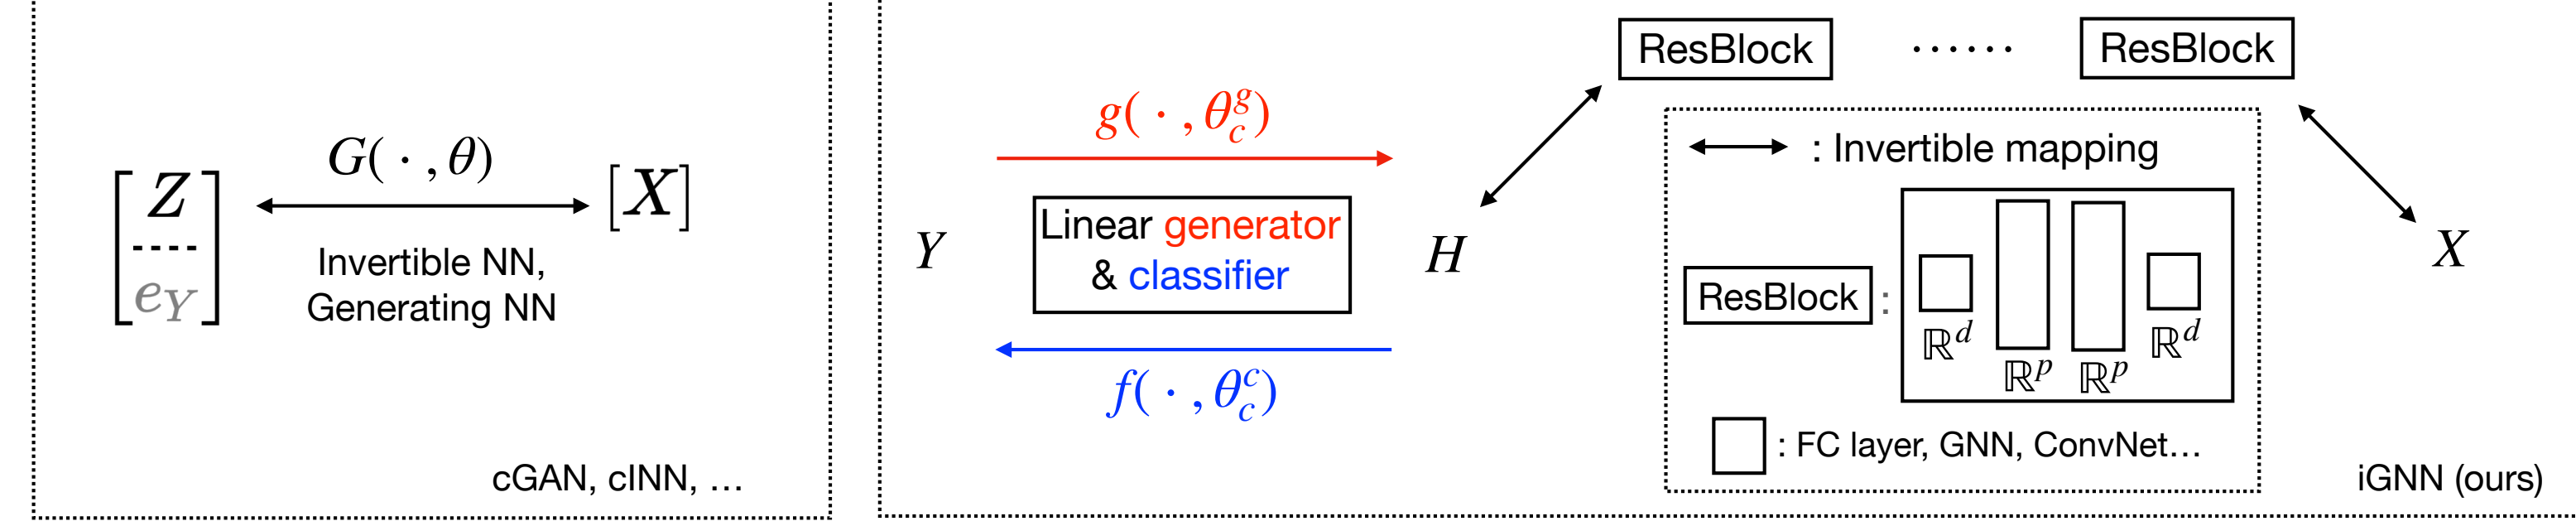 G( · , θ)
Z
e_Y
[X]
Invertible NN,
Generating NN
cGAN, cINN, …
g( · , θ_c^g)
Y
Linear generator
& classifier
H
f( · , θ_c^c)
ResBlock
······
ResBlock
X
: Invertible mapping
ResBlock :
ℝ^d
ℝ^p
ℝ^p
ℝ^d
: FC layer, GNN, ConvNet…
iGNN (ours)